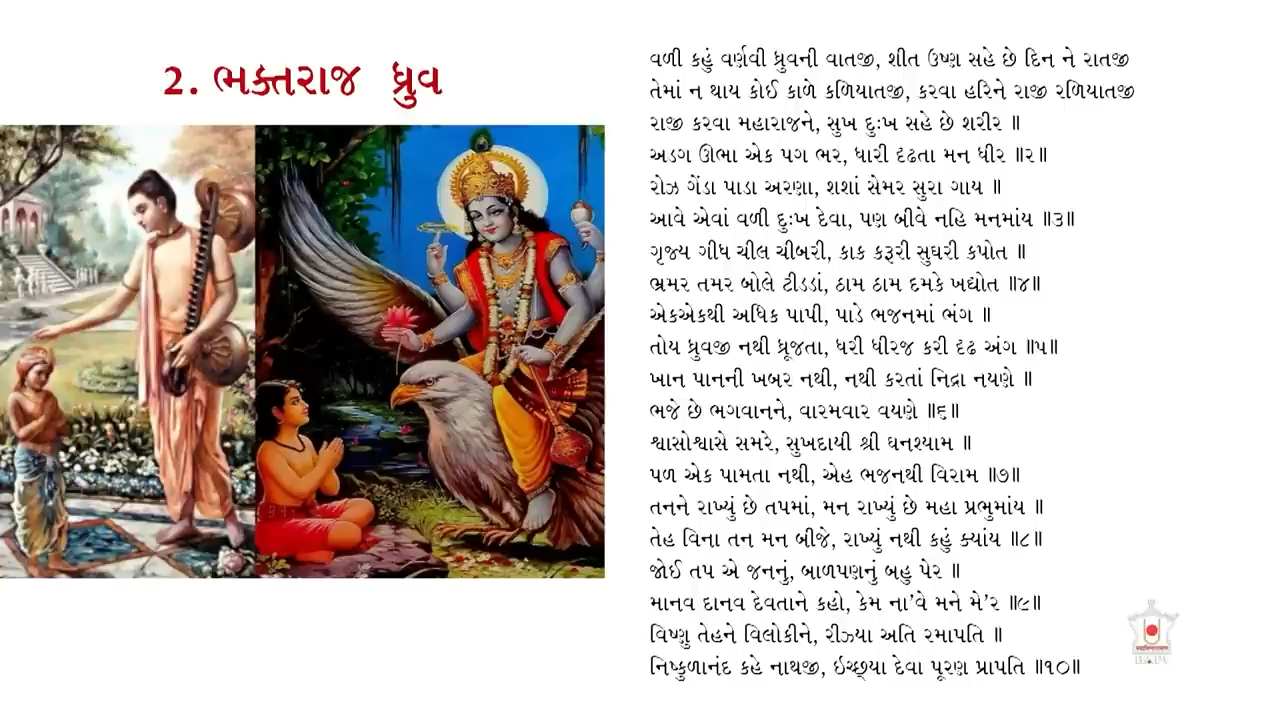 2. ભક્તરાજ ધ્રુવ
વળી કહું વર્ણવી ધ્રુવની વાતજી, શીત ઉષ્ણ સહે છે દિન ને રાતજી
તેમાં ન થાય કોઈ કાળે કળિયાતજી, કરવા હરિને રાજી રળિયાતજી
રાજી કરવા મહારાજને, સુખ દુઃખ સહે છે શરીર ॥
અડગ ઊભા એક પગ ભર, ધારી દૃઢતા મન ધીર ॥૨॥
રોઝ ગેંડા પાડા અરણા, શશાં સેમર સુરા ગાય ॥
આવે એવાં વળી દુઃખ દેવા, પણ બીવે નહિ મનમાંય ॥૩॥
ગૃજ્ય ગીધ ચીલ ચીબરી, કાક કરૂરી સુઘરી કપોત ॥
ભ્રમર તમર બોલે ટીડડાં, ઠામ ઠામ દમકે ખદ્યોત ॥૪॥
એકએકથી અધિક પાપી, પાડે ભજનમાં ભંગ ॥
તોય ધ્રુવજી નથી ધ્રૂજતા, ધરી ધીરજ કરી દૃઢ અંગ ॥૫॥
ખાન પાનની ખબર નથી, નથી કરતાં નિદ્રા નયણે ॥
ભજે છે ભગવાનને, વારમવાર વયણે ॥૬॥
શ્વાસોશ્વાસે સમરે, સુખદાયી શ્રી ઘનશ્યામ ॥
પળ એક પામતા નથી, એહ ભજનથી વિરામ ॥૭॥
તનને રાખ્યું છે તપમાં, મન રાખ્યું છે મહા પ્રભુમાંય ॥
તેહ વિના તન મન બીજે, રાખ્યું નથી કહું ક્યાંય ॥૮॥
જોઈ તપ એ જનનું, બાળપણનું બહુ પેર ॥
માનવ દાનવ દેવતાને કહો, કેમ ના'વે મને મે'ર ॥૯॥
વિષ્ણુ તેહને વિલોકીને, રીઝ્યા અતિ રમાપતિ ॥
નિષ્કુળાનંદ કહે નાથજી, ઇચ્છ્યા દેવા પૂરણ પ્રાપતિ ॥૧૦॥
BAPS